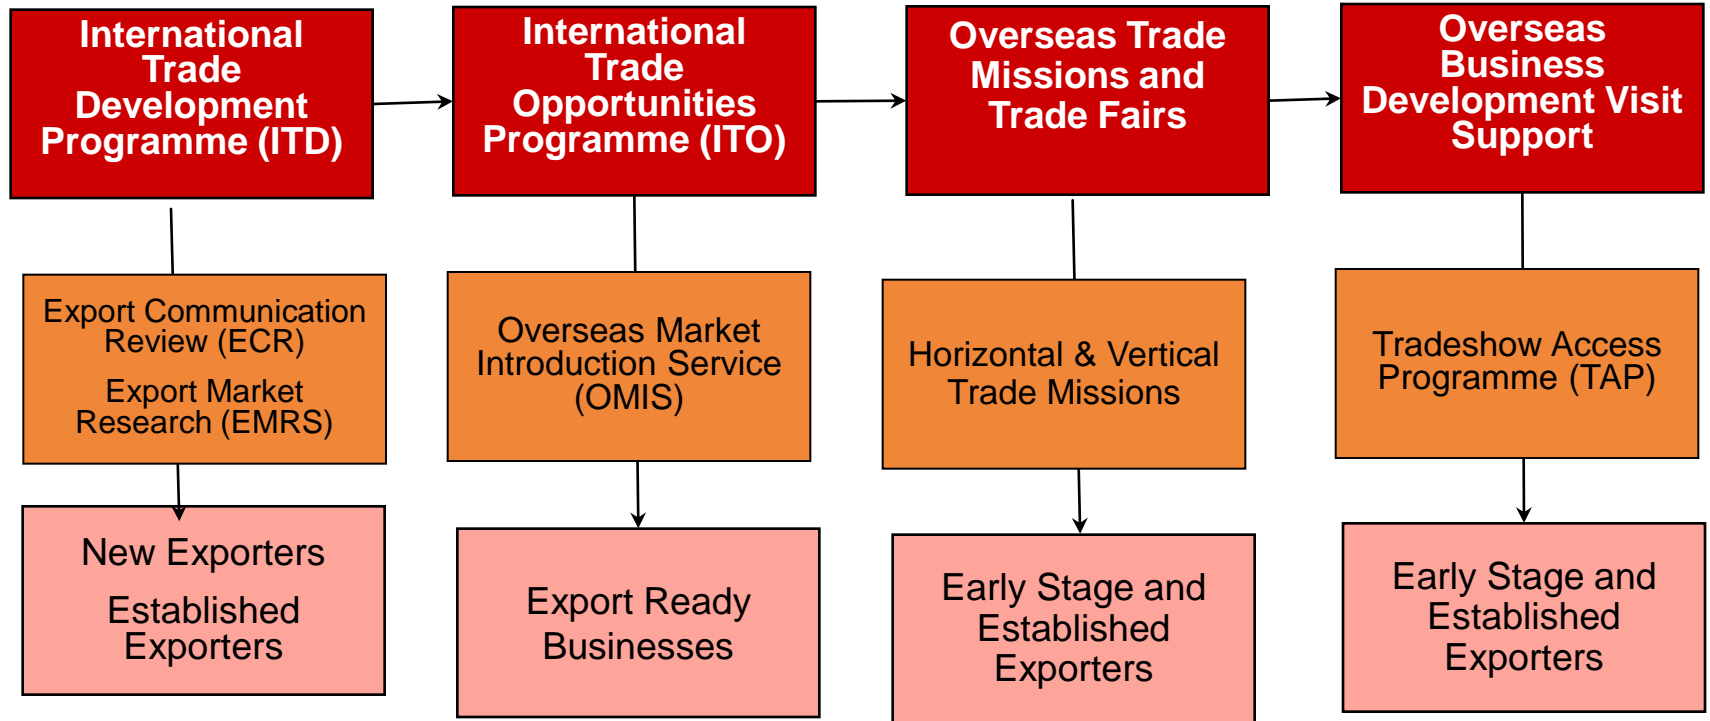 International
Trade
Development
Programme (ITD)
International
Trade
Opportunities
Programme (ITO)
Overseas Trade
Missions and
Trade Fairs
Overseas
Business
Development Visit
Support
Export Communication
Review (ECR)
Export Market
Research (EMRS)
Overseas Market
Introduction Service
(OMIS)
Horizontal & Vertical
Trade Missions
Tradeshow Access
Programme (TAP)
New Exporters
Established
Exporters
Export Ready
Businesses
Early Stage and
Established
Exporters
Early Stage and
Established
Exporters